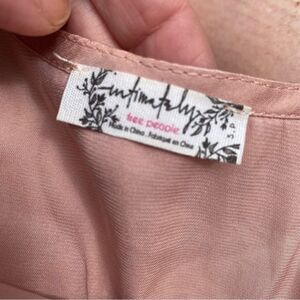 intimately
free people
Made in China . Fabriqué en Chine
S.P